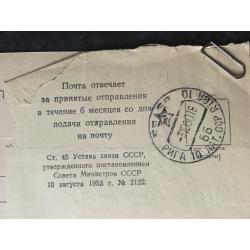 Почта отвечает
за принятые отправления
в течение 6 месяцев со дня
подачи отправления
на почту
Ст. 45 Устава связи СССР,
утвержденного постановлением
Совета Министров СССР
10 августа 1953 г. № 2122.
РИГА 10